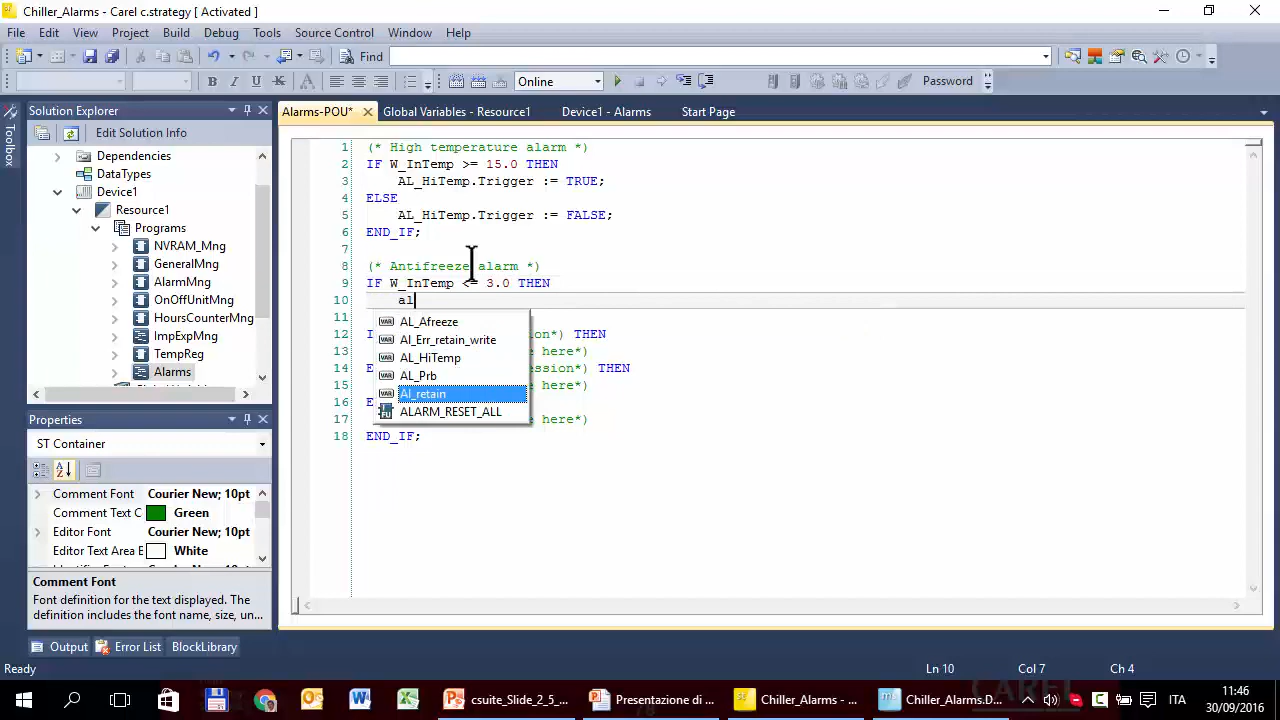 Chiller_Alarms - Carel c.strategy [ Activated ]
File Edit View Project Build Debug Tools Source Control Window Help
Find
Online Password
Toolbox
Solution Explorer
Edit Solution Info
Dependencies
DataTypes
Device1
Resource1
Programs
NVRAM_Mng
GeneralMng
AlarmMng
OnOffUnitMng
HoursCounterMng
ImpExpMng
TempReg
Alarms
Properties
ST Container
Comment Font Courier New; 10pt
Comment Text C Green
Editor Font Courier New; 10pt
Editor Text Area B White
Comment Font
Font definition for the text displayed. The definition includes the font name, size, un...
Alarms-POU* Global Variables - Resource1 Device1 - Alarms Start Page
1 (* High temperature alarm *)
2 IF W_InTemp >= 15.0 THEN
3 AL_HiTemp.Trigger := TRUE;
4 ELSE
5 AL_HiTemp.Trigger := FALSE;
6 END_IF;
7
8 (* Antifreeze alarm *)
9 IF W_InTemp <= 3.0 THEN
10 al
11
12 I on*) THEN
13 here*)
14 E ession*) THEN
15 here*)
16 E
17 here*)
18 END_IF;
AL_Afreeze
Al_Err_retain_write
AL_HiTemp
AL_Prb
Al_retain
ALARM_RESET_ALL
Output Error List BlockLibrary
Ready Ln 10 Col 7 Ch 4
csuite_Slide_2_5... Presentazione di ... Chiller_Alarms - ... Chiller_Alarms.D... ITA
11:46
30/09/2016